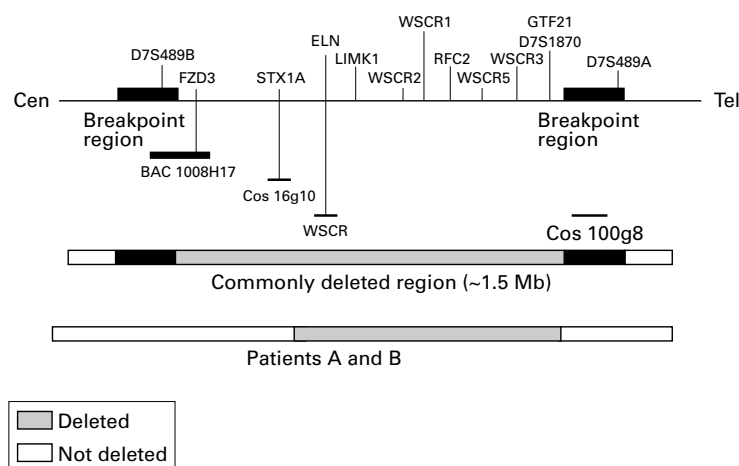 WSCR1
GTF21
D7S489B
ELN
D7S1870
FZD3
STX1A
LIMK1
RFC2
WSCR3
D7S489A
WSCR2
WSCR5
Cen
Tel
Breakpoint
region
Breakpoint
region
BAC 1008H17
Cos 16g10
WSCR
Cos 100g8
Commonly deleted region (~1.5 Mb)
Patients A and B
Deleted
Not deleted